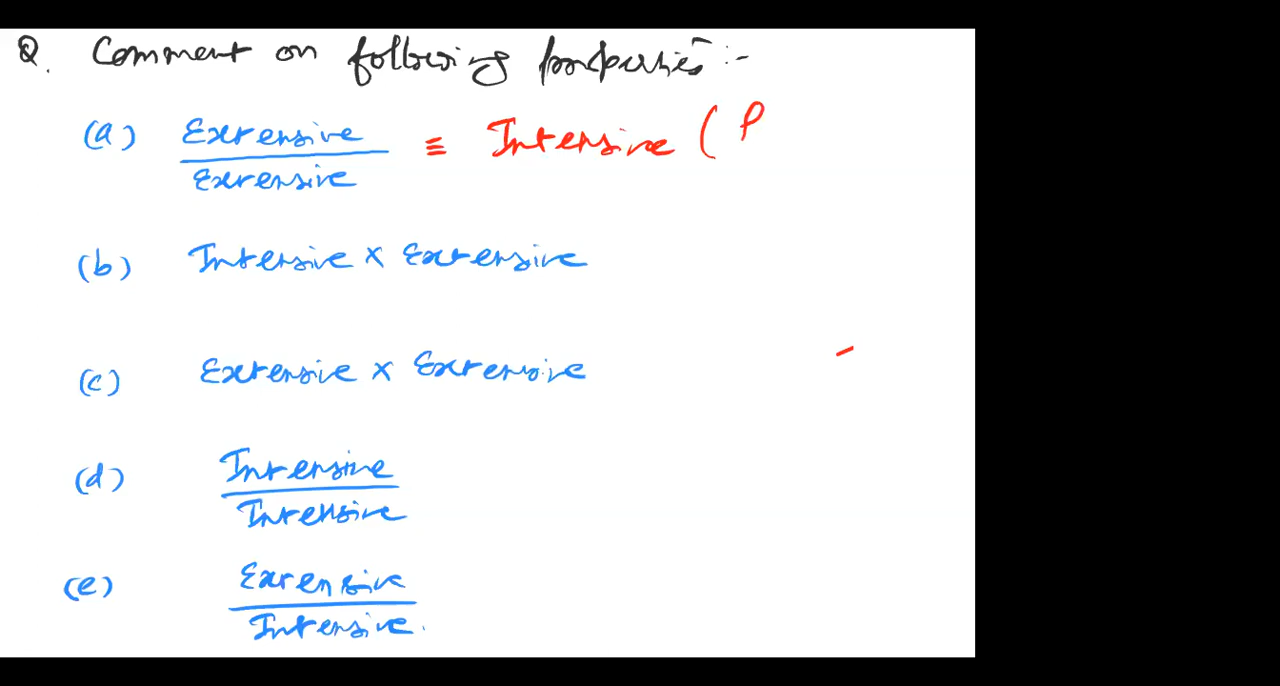 Q. Comment on following properties :-
(a) Extensive / Extensive ≡ Intensive ( P
(b) Intensive × Extensive
(c) Extensive × Extensive
(d) Intensive / Intensive
(e) Extensive / Intensive.